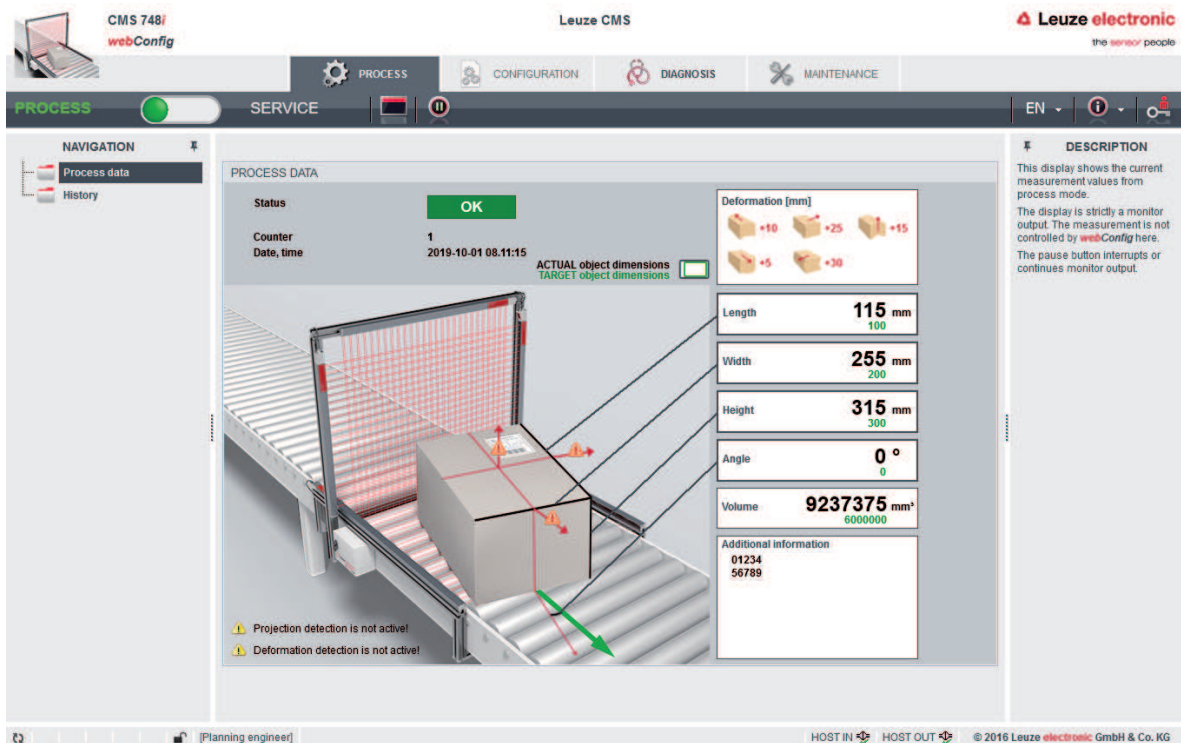 CMS 748i
webConfig
Leuze CMS
Leuze electronic
the sensor people
PROCESS
CONFIGURATION
DIAGNOSIS
MAINTENANCE
PROCESS
SERVICE
EN
NAVIGATION
Process data
History
PROCESS DATA
Status
OK
Counter
1
Date, time
2019-10-01 08.11:15
ACTUAL object dimensions
TARGET object dimensions
Deformation [mm]
+10
+25
+15
+5
+30
Length
115 mm
100
Width
255 mm
200
Height
315 mm
300
Angle
0 °
0
Volume
9237375 mm³
6000000
Additional information
01234
56789
Projection detection is not active!
Deformation detection is not active!
DESCRIPTION
This display shows the current
measurement values from
process mode.
The display is strictly a monitor
output. The measurement is not
controlled by webConfig here.
The pause button interrupts or
continues monitor output.
[Planning engineer]
HOST IN
HOST OUT
© 2016 Leuze electronic GmbH & Co. KG